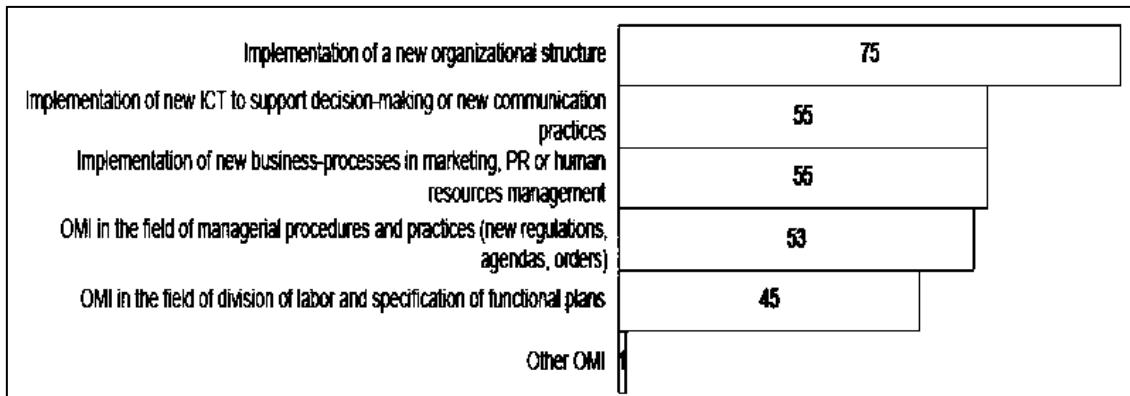 Implementation of a new organizational structure
75
Implementation of new ICT to support decision-making or new communication
practices
55
Implementation of new business-processes in marketing, PR or human
resources management
55
OMI in the field of managerial procedures and practices (new regulations,
agendas, orders)
53
OMI in the field of division of labor and specification of functional plans
45
Other OMI
1